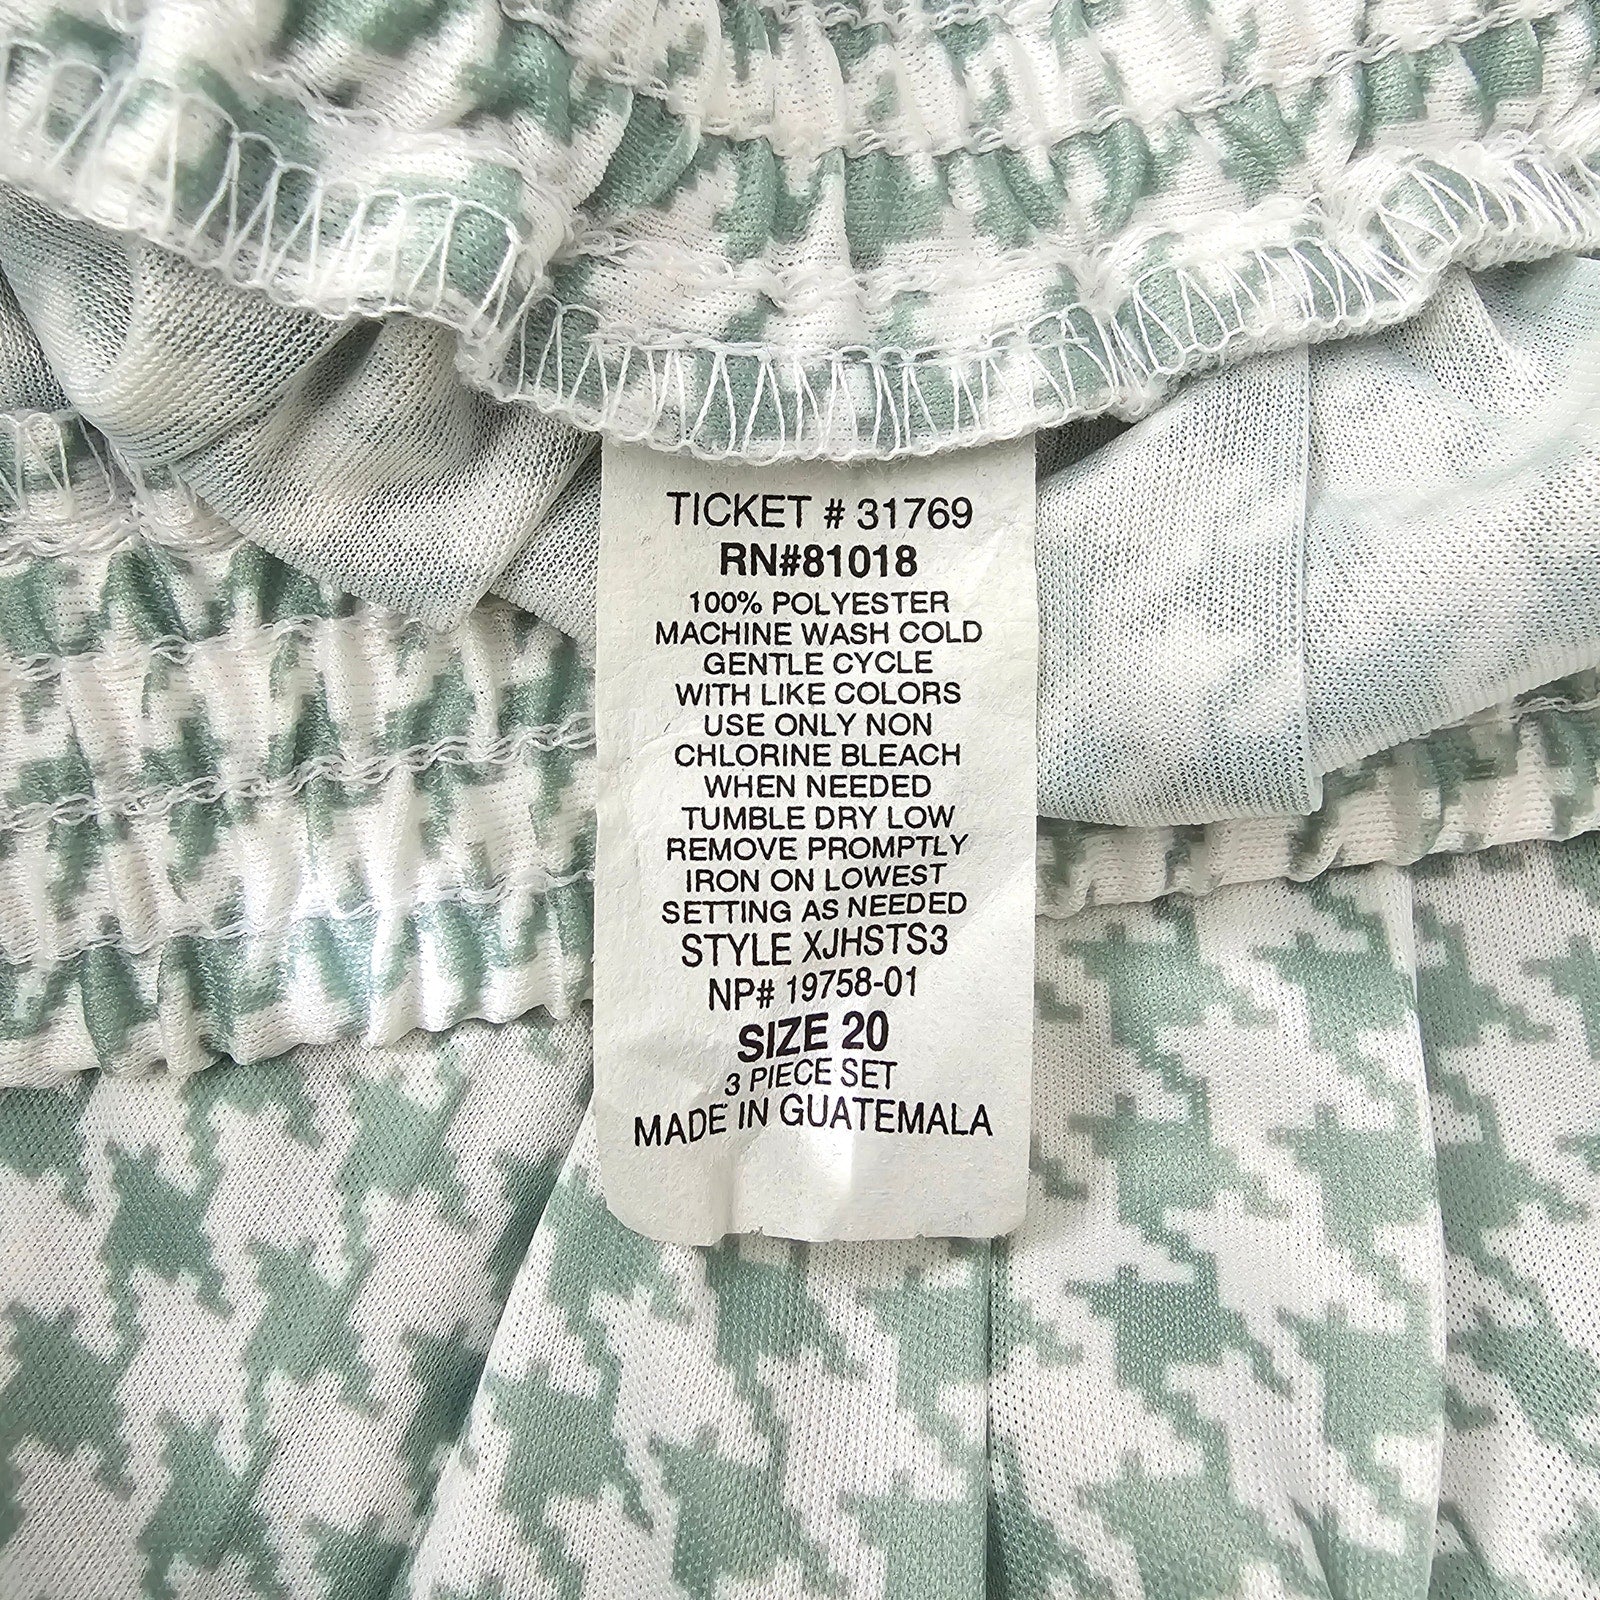 TICKET # 31769
RN#81018
100% POLYESTER
MACHINE WASH COLD
GENTLE CYCLE
WITH LIKE COLORS
USE ONLY NON
CHLORINE BLEACH
WHEN NEEDED
TUMBLE DRY LOW
REMOVE PROMPTLY
IRON ON LOWEST
SETTING AS NEEDED
STYLE XJHSTS3
NP# 19758-01
SIZE 20
3 PIECE SET
MADE IN GUATEMALA